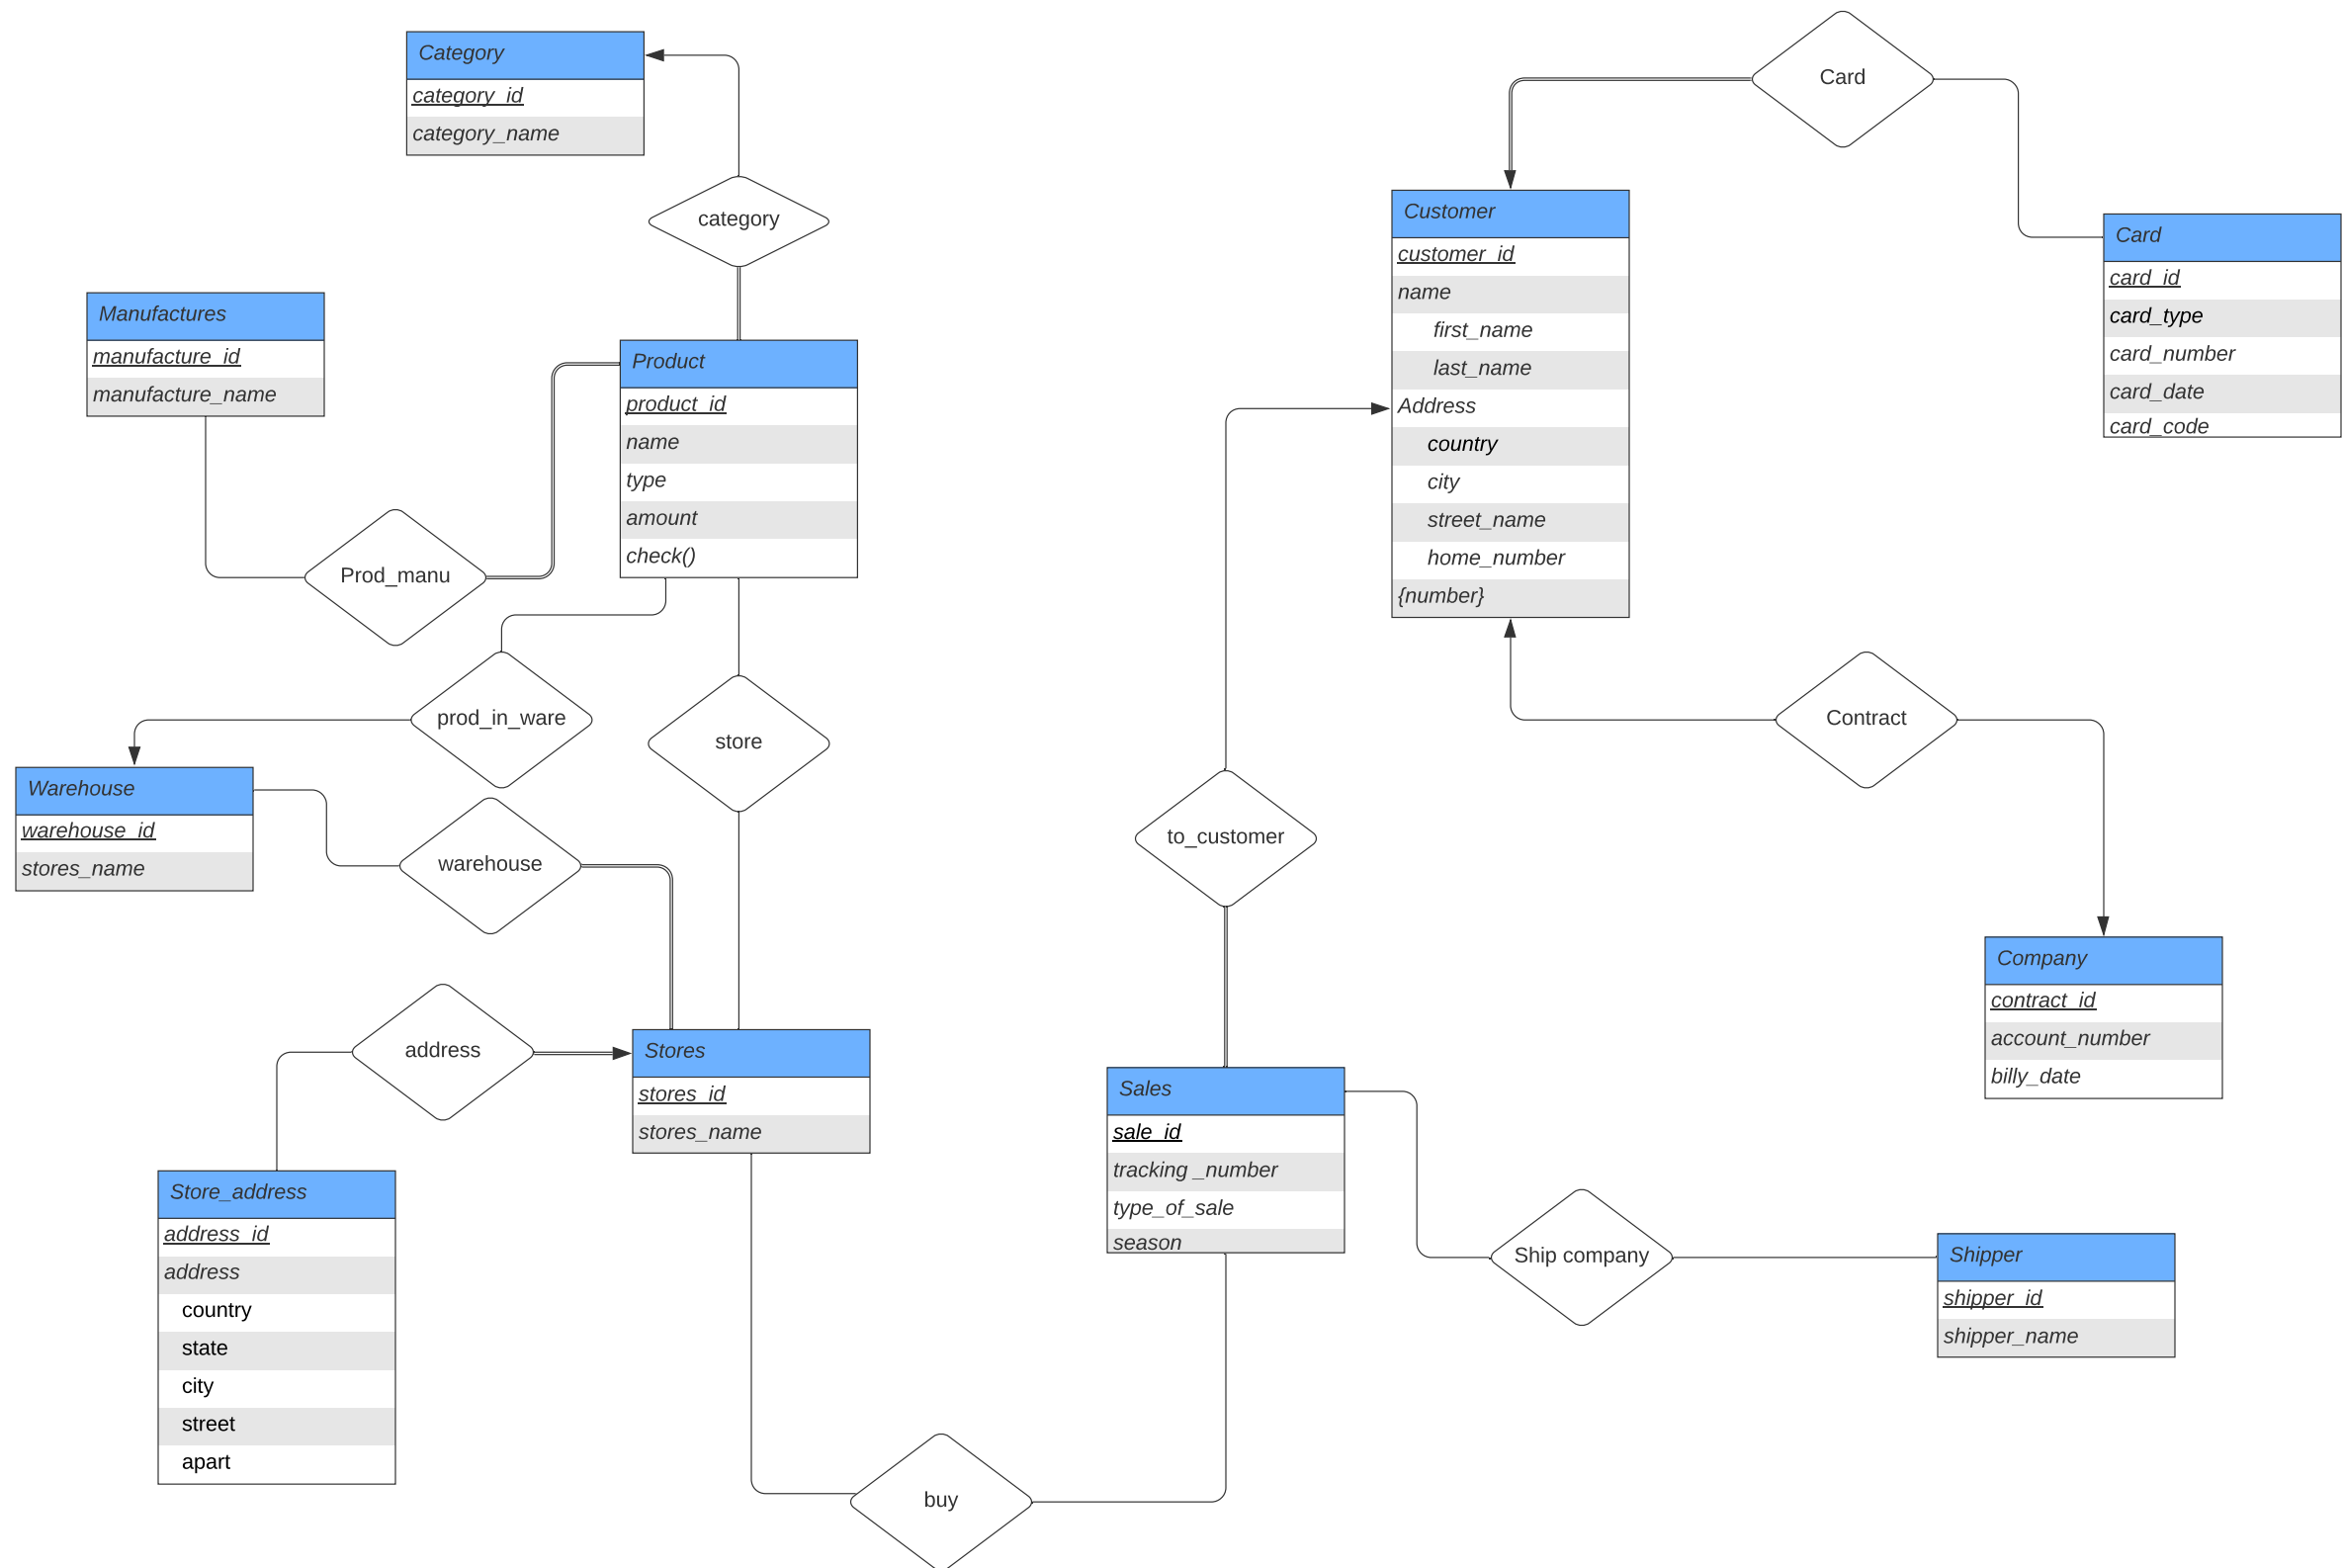 Category
category_id
category_name
category
Manufactures
manufacture_id
manufacture_name
Prod_manu
Product
product_id
name
type
amount
check()
prod_in_ware
store
Warehouse
warehouse_id
stores_name
warehouse
address
Stores
stores_id
stores_name
Store_address
address_id
address
country
state
city
street
apart
buy
Card
Customer
customer_id
name
first_name
last_name
Address
country
city
street_name
home_number
{number}
Card
card_id
card_type
card_number
card_date
card_code
Contract
to_customer
Company
contract_id
account_number
billy_date
Sales
sale_id
tracking _number
type_of_sale
season
Ship company
Shipper
shipper_id
shipper_name